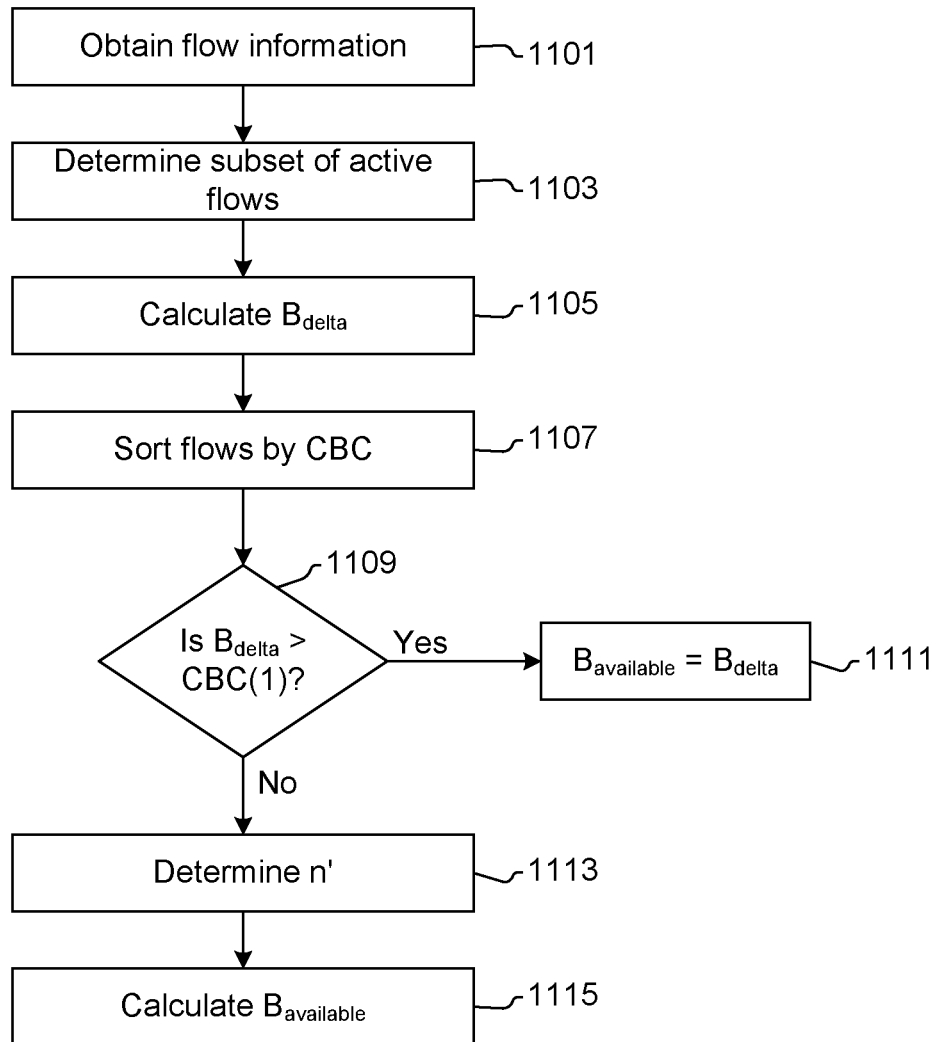 Obtain flow information
1101
Determine subset of active
flows
1103
Calculate Bdelta
1105
Sort flows by CBC
1107
1109
Is Bdelta >
CBC(1)?
Yes
Bavailable = Bdelta
1111
No
Determine n'
1113
Calculate Bavailable
1115